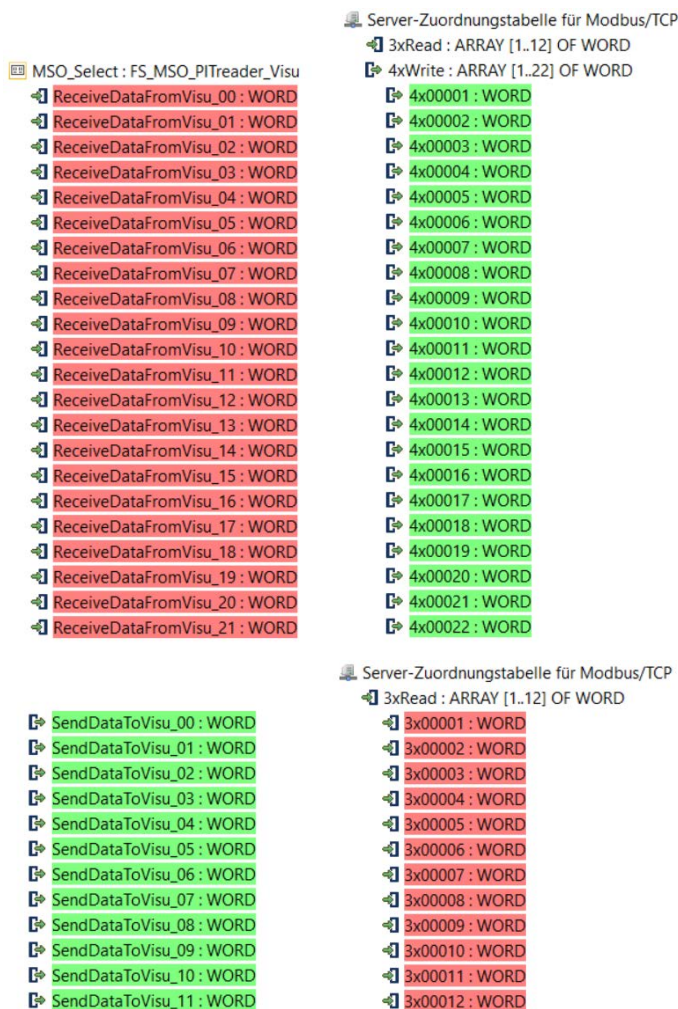 MSO_Select : FS_MSO_PITreader_Visu
ReceiveDataFromVisu_00 : WORD
ReceiveDataFromVisu_01 : WORD
ReceiveDataFromVisu_02 : WORD
ReceiveDataFromVisu_03 : WORD
ReceiveDataFromVisu_04 : WORD
ReceiveDataFromVisu_05 : WORD
ReceiveDataFromVisu_06 : WORD
ReceiveDataFromVisu_07 : WORD
ReceiveDataFromVisu_08 : WORD
ReceiveDataFromVisu_09 : WORD
ReceiveDataFromVisu_10 : WORD
ReceiveDataFromVisu_11 : WORD
ReceiveDataFromVisu_12 : WORD
ReceiveDataFromVisu_13 : WORD
ReceiveDataFromVisu_14 : WORD
ReceiveDataFromVisu_15 : WORD
ReceiveDataFromVisu_16 : WORD
ReceiveDataFromVisu_17 : WORD
ReceiveDataFromVisu_18 : WORD
ReceiveDataFromVisu_19 : WORD
ReceiveDataFromVisu_20 : WORD
ReceiveDataFromVisu_21 : WORD
Server-Zuordnungstabelle für Modbus/TCP
3xRead : ARRAY [1..12] OF WORD
4xWrite : ARRAY [1..22] OF WORD
4x00001 : WORD
4x00002 : WORD
4x00003 : WORD
4x00004 : WORD
4x00005 : WORD
4x00006 : WORD
4x00007 : WORD
4x00008 : WORD
4x00009 : WORD
4x00010 : WORD
4x00011 : WORD
4x00012 : WORD
4x00013 : WORD
4x00014 : WORD
4x00015 : WORD
4x00016 : WORD
4x00017 : WORD
4x00018 : WORD
4x00019 : WORD
4x00020 : WORD
4x00021 : WORD
4x00022 : WORD
SendDataToVisu_00 : WORD
SendDataToVisu_01 : WORD
SendDataToVisu_02 : WORD
SendDataToVisu_03 : WORD
SendDataToVisu_04 : WORD
SendDataToVisu_05 : WORD
SendDataToVisu_06 : WORD
SendDataToVisu_07 : WORD
SendDataToVisu_08 : WORD
SendDataToVisu_09 : WORD
SendDataToVisu_10 : WORD
SendDataToVisu_11 : WORD
Server-Zuordnungstabelle für Modbus/TCP
3xRead : ARRAY [1..12] OF WORD
3x00001 : WORD
3x00002 : WORD
3x00003 : WORD
3x00004 : WORD
3x00005 : WORD
3x00006 : WORD
3x00007 : WORD
3x00008 : WORD
3x00009 : WORD
3x00010 : WORD
3x00011 : WORD
3x00012 : WORD